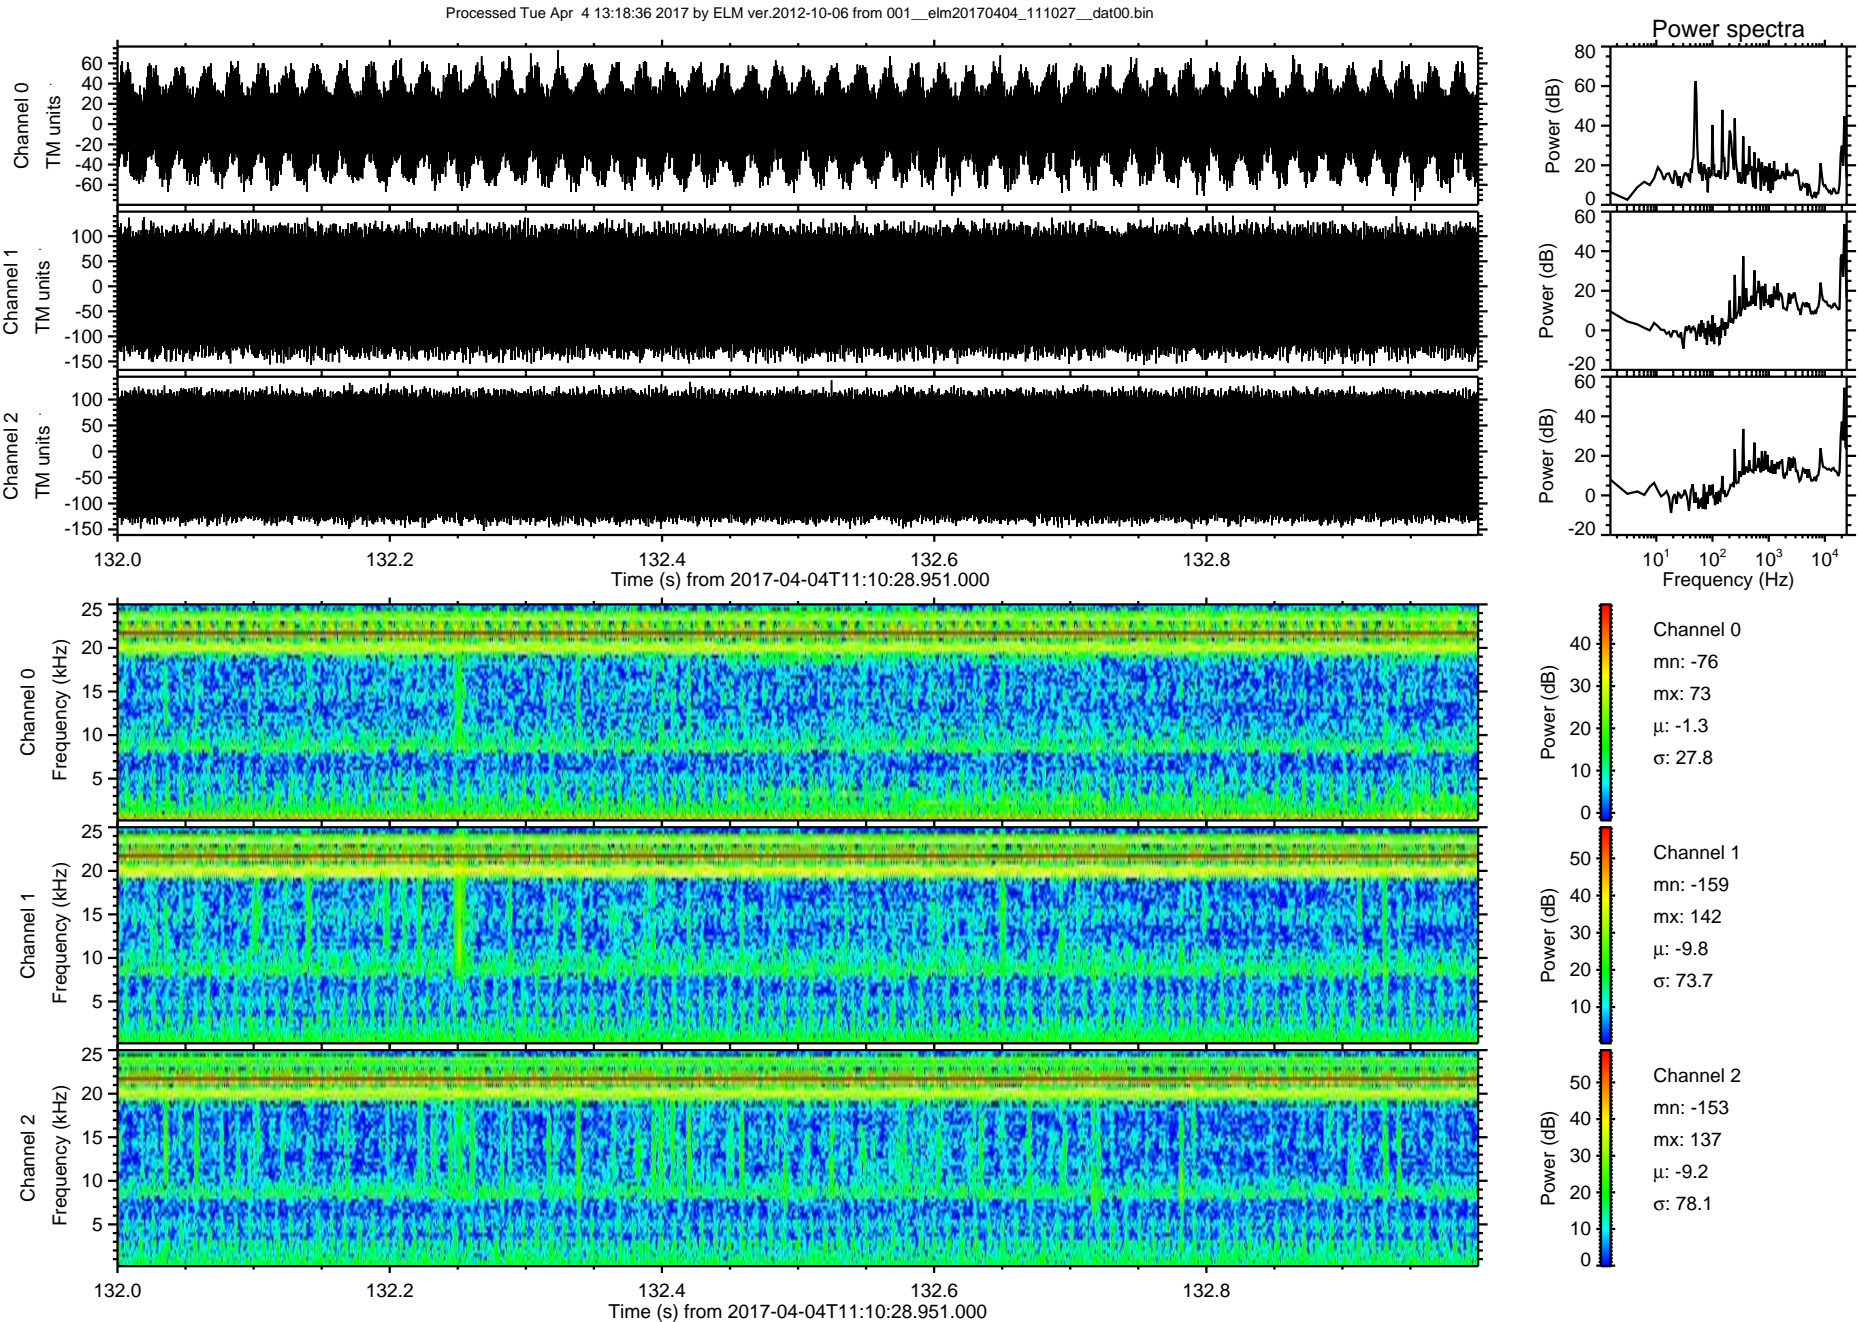 Processed Tue Apr  4 13:18:36 2017 by ELM ver.2012-10-06 from 001__elm20170404_111027__dat00.bin
Power spectra
Channel 0
TM units
60
40
20
0
-20
-40
-60
Power (dB)
80
60
40
20
0
Channel 1
TM units
100
50
0
-50
-100
-150
Power (dB)
60
40
20
0
-20
Channel 2
TM units
100
50
0
-50
-100
-150
Power (dB)
60
40
20
0
-20
132.0 132.2 132.4 132.6 132.8
Time (s) from 2017-04-04T11:10:28.951.000
10^1 10^2 10^3 10^4
Frequency (Hz)
Channel 0
Frequency (kHz)
25
20
15
10
5
Power (dB)
40
30
20
10
0
Channel 0
mn: -76
mx: 73
μ: -1.3
σ: 27.8
Channel 1
Frequency (kHz)
25
20
15
10
5
Power (dB)
50
40
30
20
10
Channel 1
mn: -159
mx: 142
μ: -9.8
σ: 73.7
Channel 2
Frequency (kHz)
25
20
15
10
5
Power (dB)
50
40
30
20
10
0
Channel 2
mn: -153
mx: 137
μ: -9.2
σ: 78.1
132.0 132.2 132.4 132.6 132.8
Time (s) from 2017-04-04T11:10:28.951.000